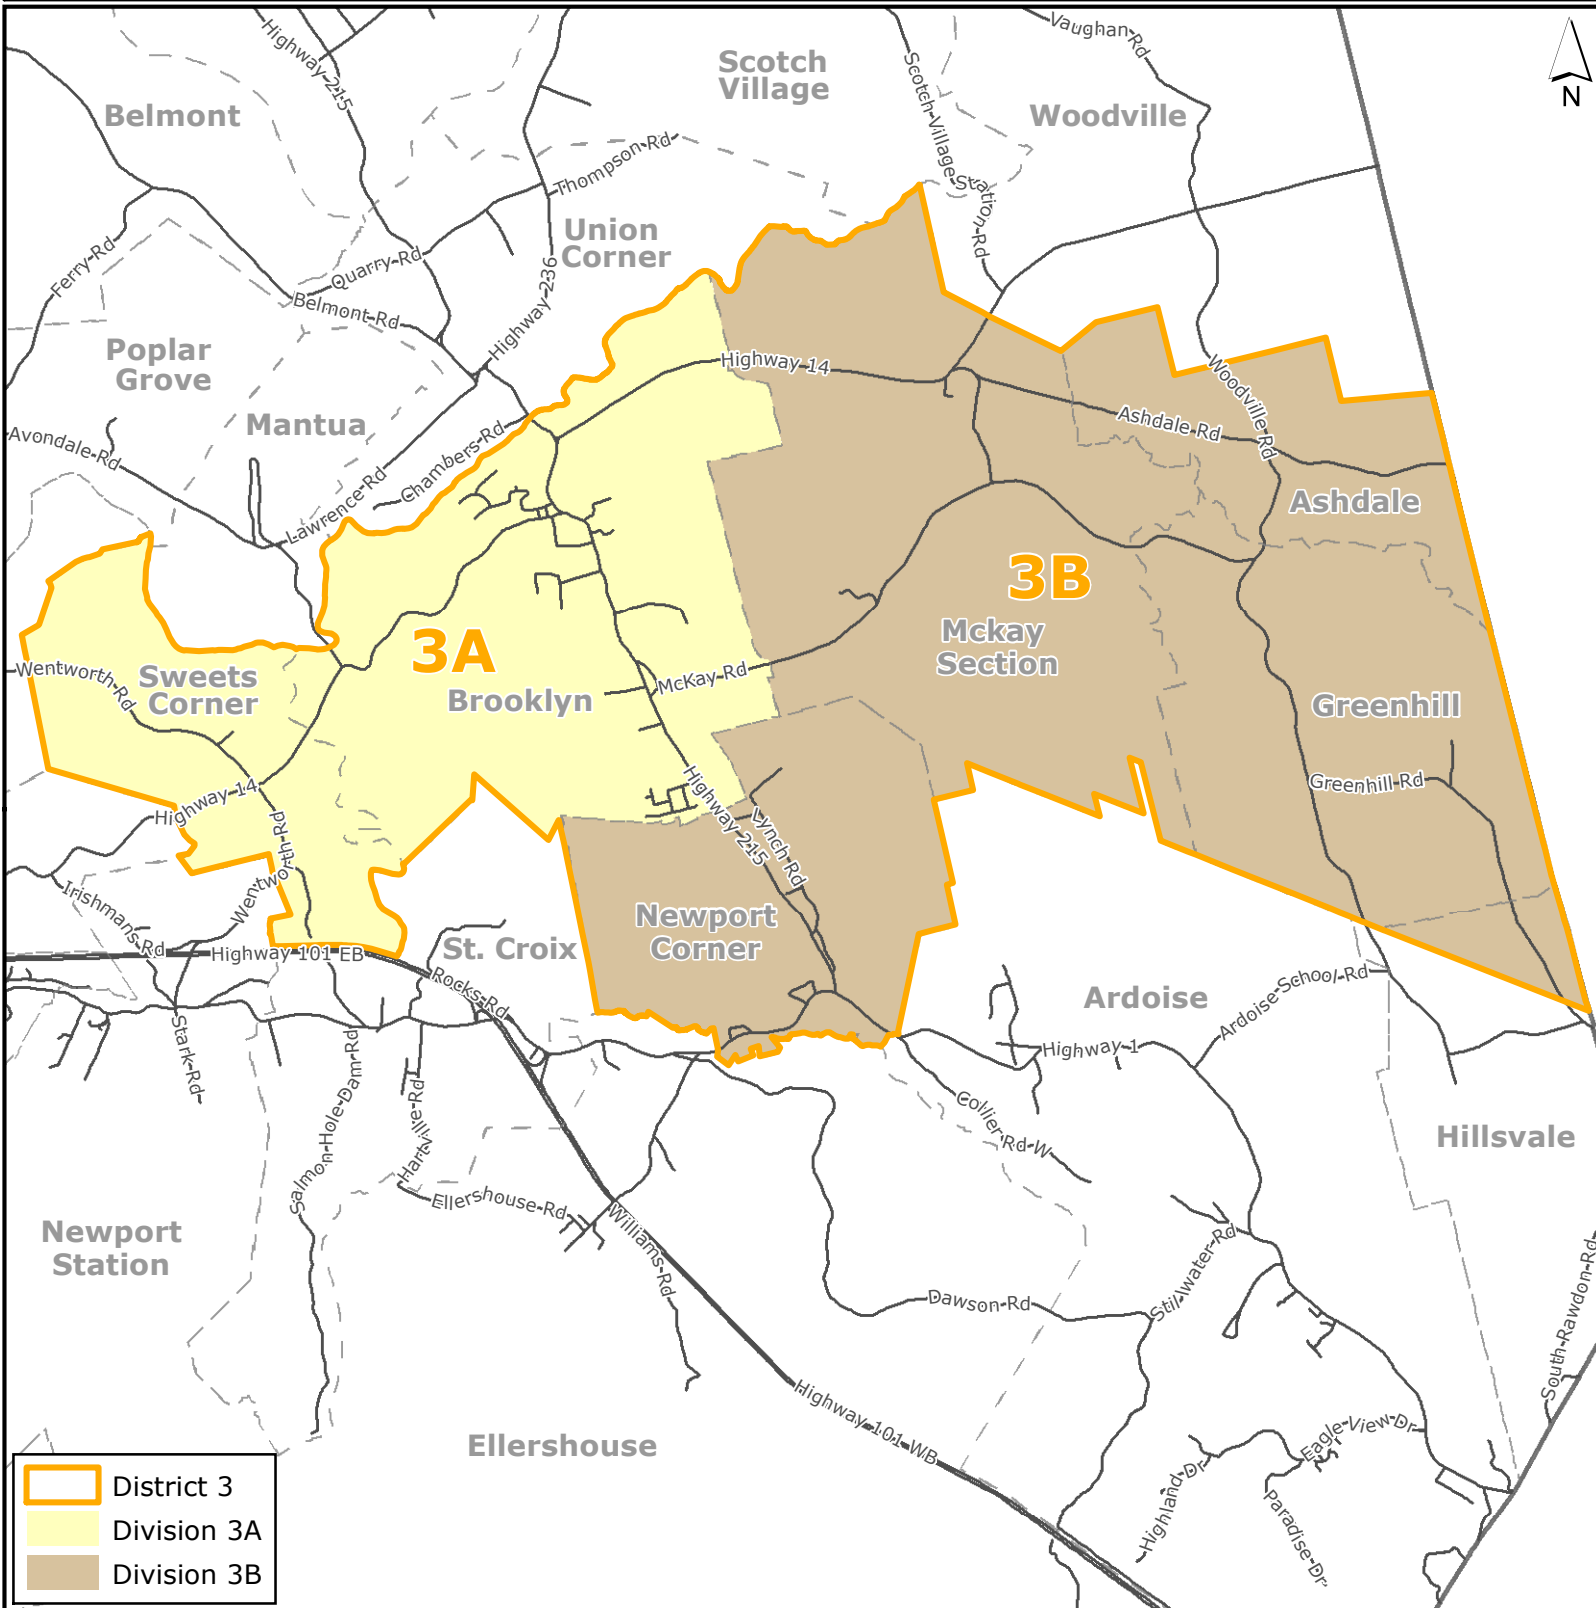 Vaughan Rd
Highway 215
Scotch
Village
N
Belmont
Scotch Village Station Rd
Woodville
Thompson Rd
Union
Corner
Ferry Rd
Quarry Rd
Belmont Rd
Highway 236
Poplar
Grove
Highway 14
Woodville Rd
Mantua
Ashdale Rd
Avondale Rd
Chambers Rd
Lawrence Rd
Ashdale
3B
Mckay
Section
3A
Sweets
Corner
Wentworth Rd
Brooklyn
McKay Rd
Greenhill
Greenhill Rd
Highway 14
Highway 215
Lynch Rd
Wentworth Rd
Irishmans Rd
Newport
Corner
Highway 101 EB
St. Croix
Rocks Rd
Ardoise
Ardoise School Rd
Stark Rd
Highway 1
Salmon Hole Dam Rd
Hartville Rd
Collier Rd W
Hillsvale
Ellershouse Rd
Newport
Station
Williams Rd
Stillwater Rd
South Rawdon Rd
Dawson Rd
Highway 101 WB
Ellershouse
Eagle View Dr
Highland Dr
Paradise Dr
District 3
Division 3A
Division 3B